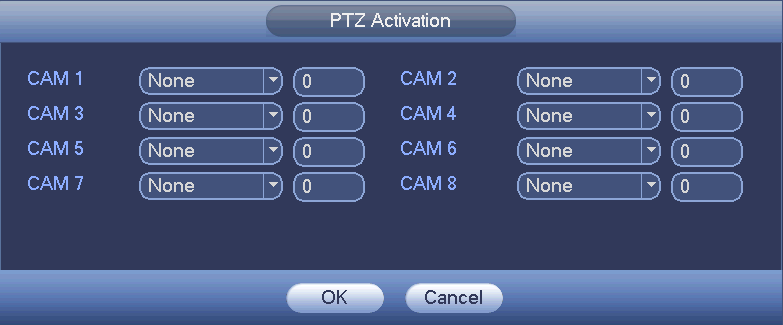 PTZ Activation
CAM 1 None 0 CAM 2 None 0
CAM 3 None 0 CAM 4 None 0
CAM 5 None 0 CAM 6 None 0
CAM 7 None 0 CAM 8 None 0
OK Cancel